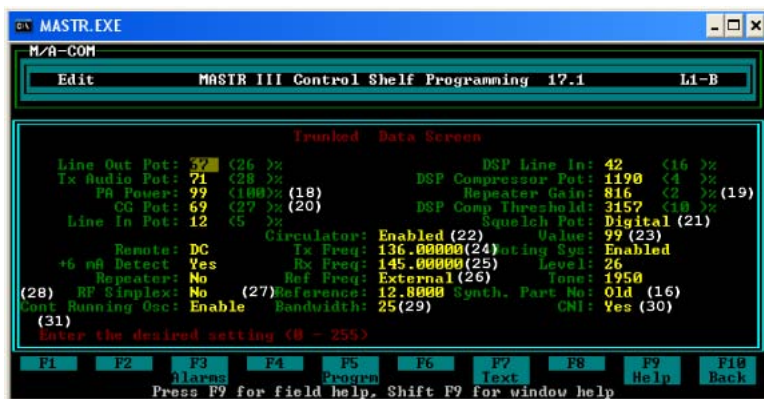 MASTR.EXE
M/A-COM
Edit MASTR III Control Shelf Programming 17.1 L1-B
Trunked Data Screen
Line Out Pot: 67 (26 )% DSP Line In: 42 (16 )%
Tx Audio Pot: 71 (28 )% DSP Compressor Pot: 1190 (4 )%
PA Power: 99 (100)% (18) Repeater Gain: 816 (2 )% (19)
CG Pot: 69 (27 )% (20) DSP Comp Threshold: 3157 (10 )%
Line In Pot: 12 (5 )% Squelch Pot: Digital (21)
Circulator: Enabled (22) Value: 99 (23)
Remote: DC Tx Freq: 136.00000(24) Voting Sys: Enabled
+6 mA Detect Yes Rx Freq: 145.00000(25) Level: 26
Repeater: No Ref Freq: External (26) Tone: 1950
(28) RF Simplex: No (27)Reference: 12.8000 Synth. Part No: Old (16)
Cont Running Osc: Enable Bandwidth: 25(29) CNI: Yes (30)
(31)
Enter the desired setting (0 - 255)
F1 F2 F3 F4 F5 F6 F7 F8 F9 F10
Alarms Progrm Text Help Back
Press F9 for field help, Shift F9 for window help